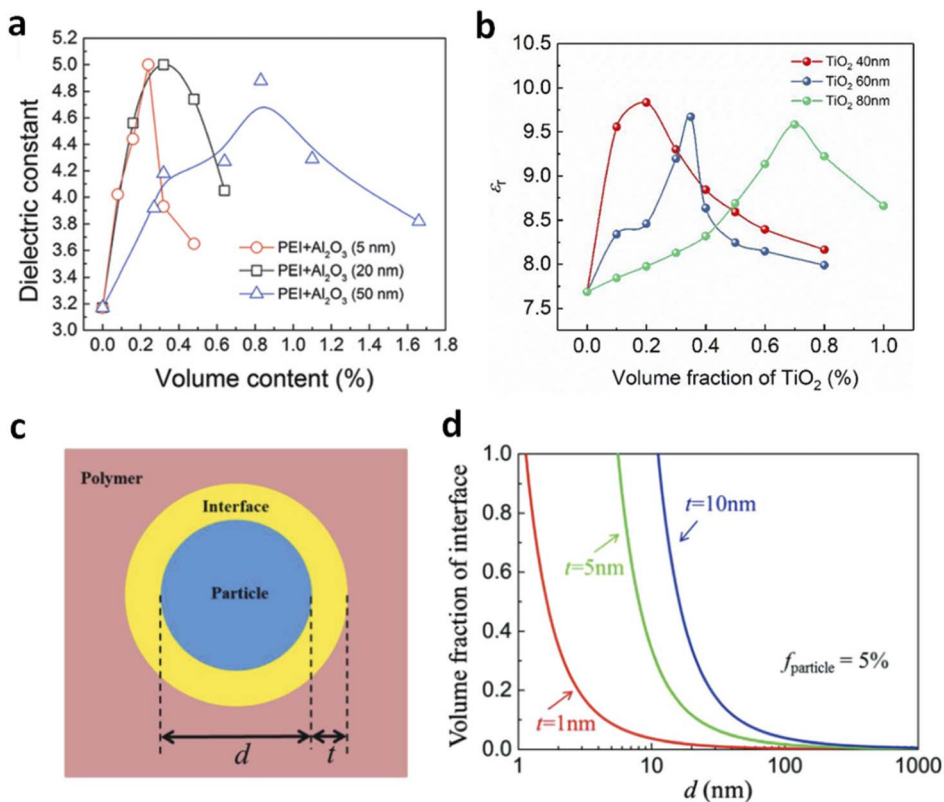 a
5.2
5.0
4.8
4.6
4.4
4.2
4.0
3.8
3.6
3.4
3.2
3.0
Dielectric constant
PEI+Al₂O₃ (5 nm)
PEI+Al₂O₃ (20 nm)
PEI+Al₂O₃ (50 nm)
0.0 0.2 0.4 0.6 0.8 1.0 1.2 1.4 1.6 1.8
Volume content (%)
b
10.5
10.0
9.5
9.0
8.5
8.0
7.5
εr
TiO₂ 40nm
TiO₂ 60nm
TiO₂ 80nm
0.0 0.2 0.4 0.6 0.8 1.0
Volume fraction of TiO₂ (%)
c
Polymer
Interface
Particle
d
t
d
1.0
0.8
0.6
0.4
0.2
0.0
Volume fraction of interface
t=10nm
t=5nm
t=1nm
fparticle = 5%
1 10 100 1000
d (nm)